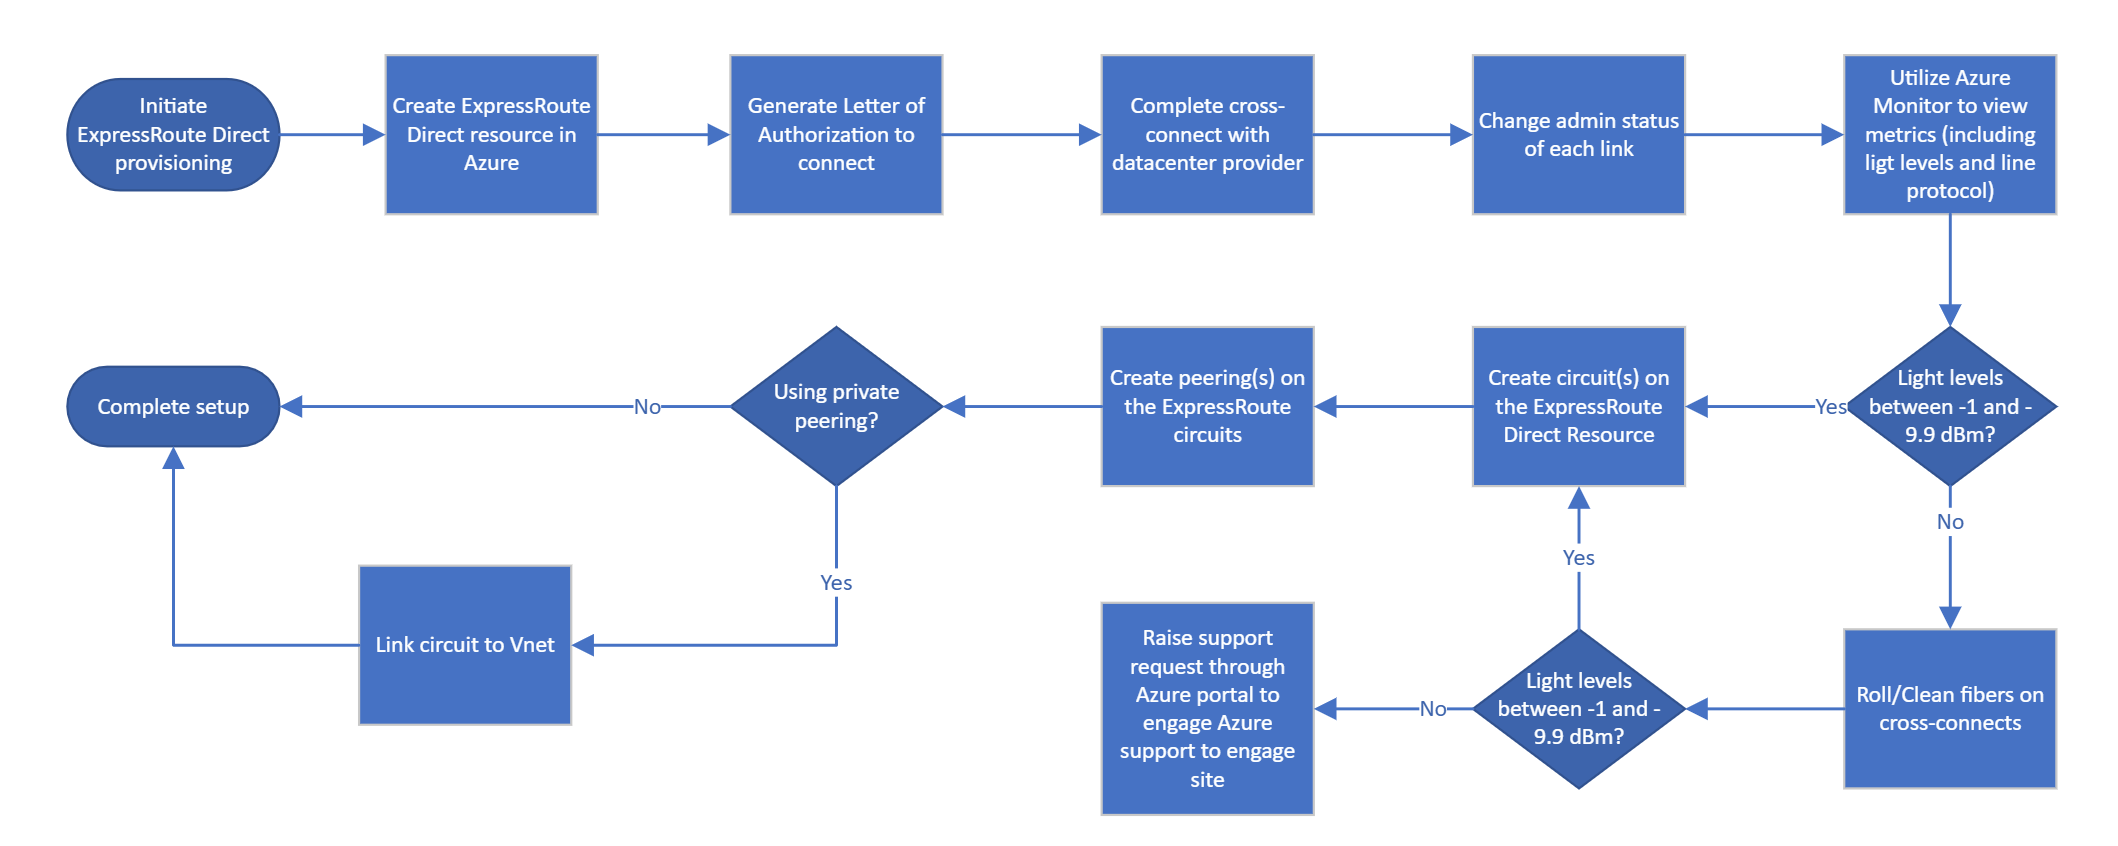 Initiate
ExpressRoute Direct
provisioning
Create ExpressRoute
Direct resource in
Azure
Generate Letter of
Authorization to
connect
Complete cross-
connect with
datacenter provider
Change admin status
of each link
Utilize Azure
Monitor to view
metrics (including
ligt levels and line
protocol)
Light levels
between -1 and -
9.9 dBm?
Yes
Create circuit(s) on
the ExpressRoute
Direct Resource
Create peering(s) on
the ExpressRoute
circuits
Using private
peering?
No
Complete setup
Yes
Link circuit to Vnet
No
Roll/Clean fibers on
cross-connects
Light levels
between -1 and -
9.9 dBm?
Yes
No
Raise support
request through
Azure portal to
engage Azure
support to engage
site